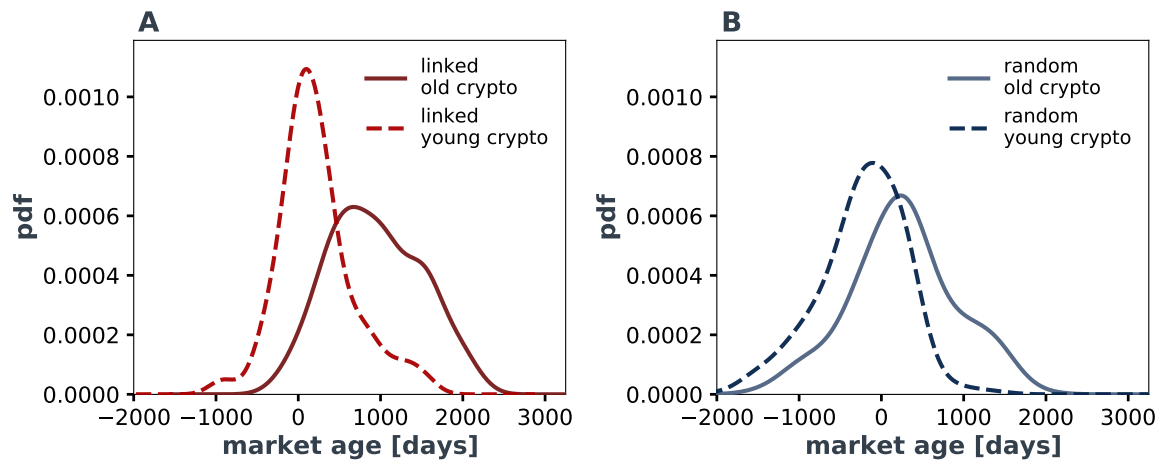 A
pdf
0.0010
0.0008
0.0006
0.0004
0.0002
0.0000
linked
old crypto
linked
young crypto
−2000 −1000 0 1000 2000 3000
market age [days]
B
pdf
0.0010
0.0008
0.0006
0.0004
0.0002
0.0000
random
old crypto
random
young crypto
−2000 −1000 0 1000 2000 3000
market age [days]